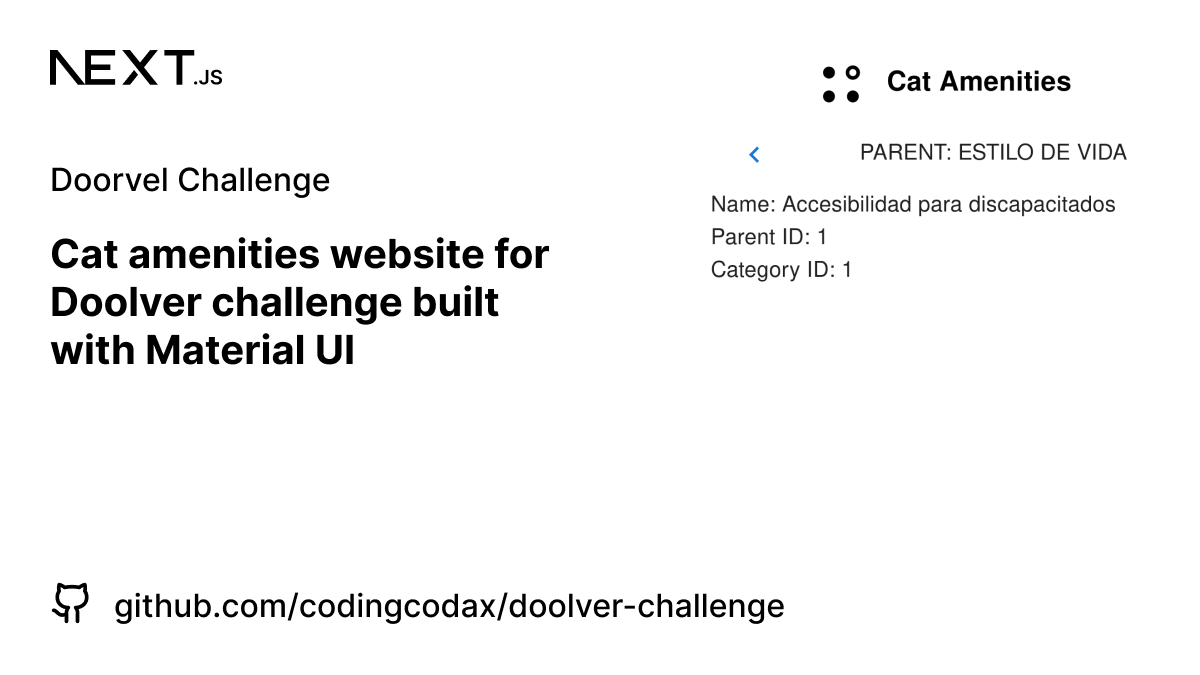 NEXT.JS
Doorvel Challenge
Cat amenities website for
Doolver challenge built
with Material UI
Cat Amenities
PARENT: ESTILO DE VIDA
Name: Accesibilidad para discapacitados
Parent ID: 1
Category ID: 1
github.com/codingcodax/doolver-challenge